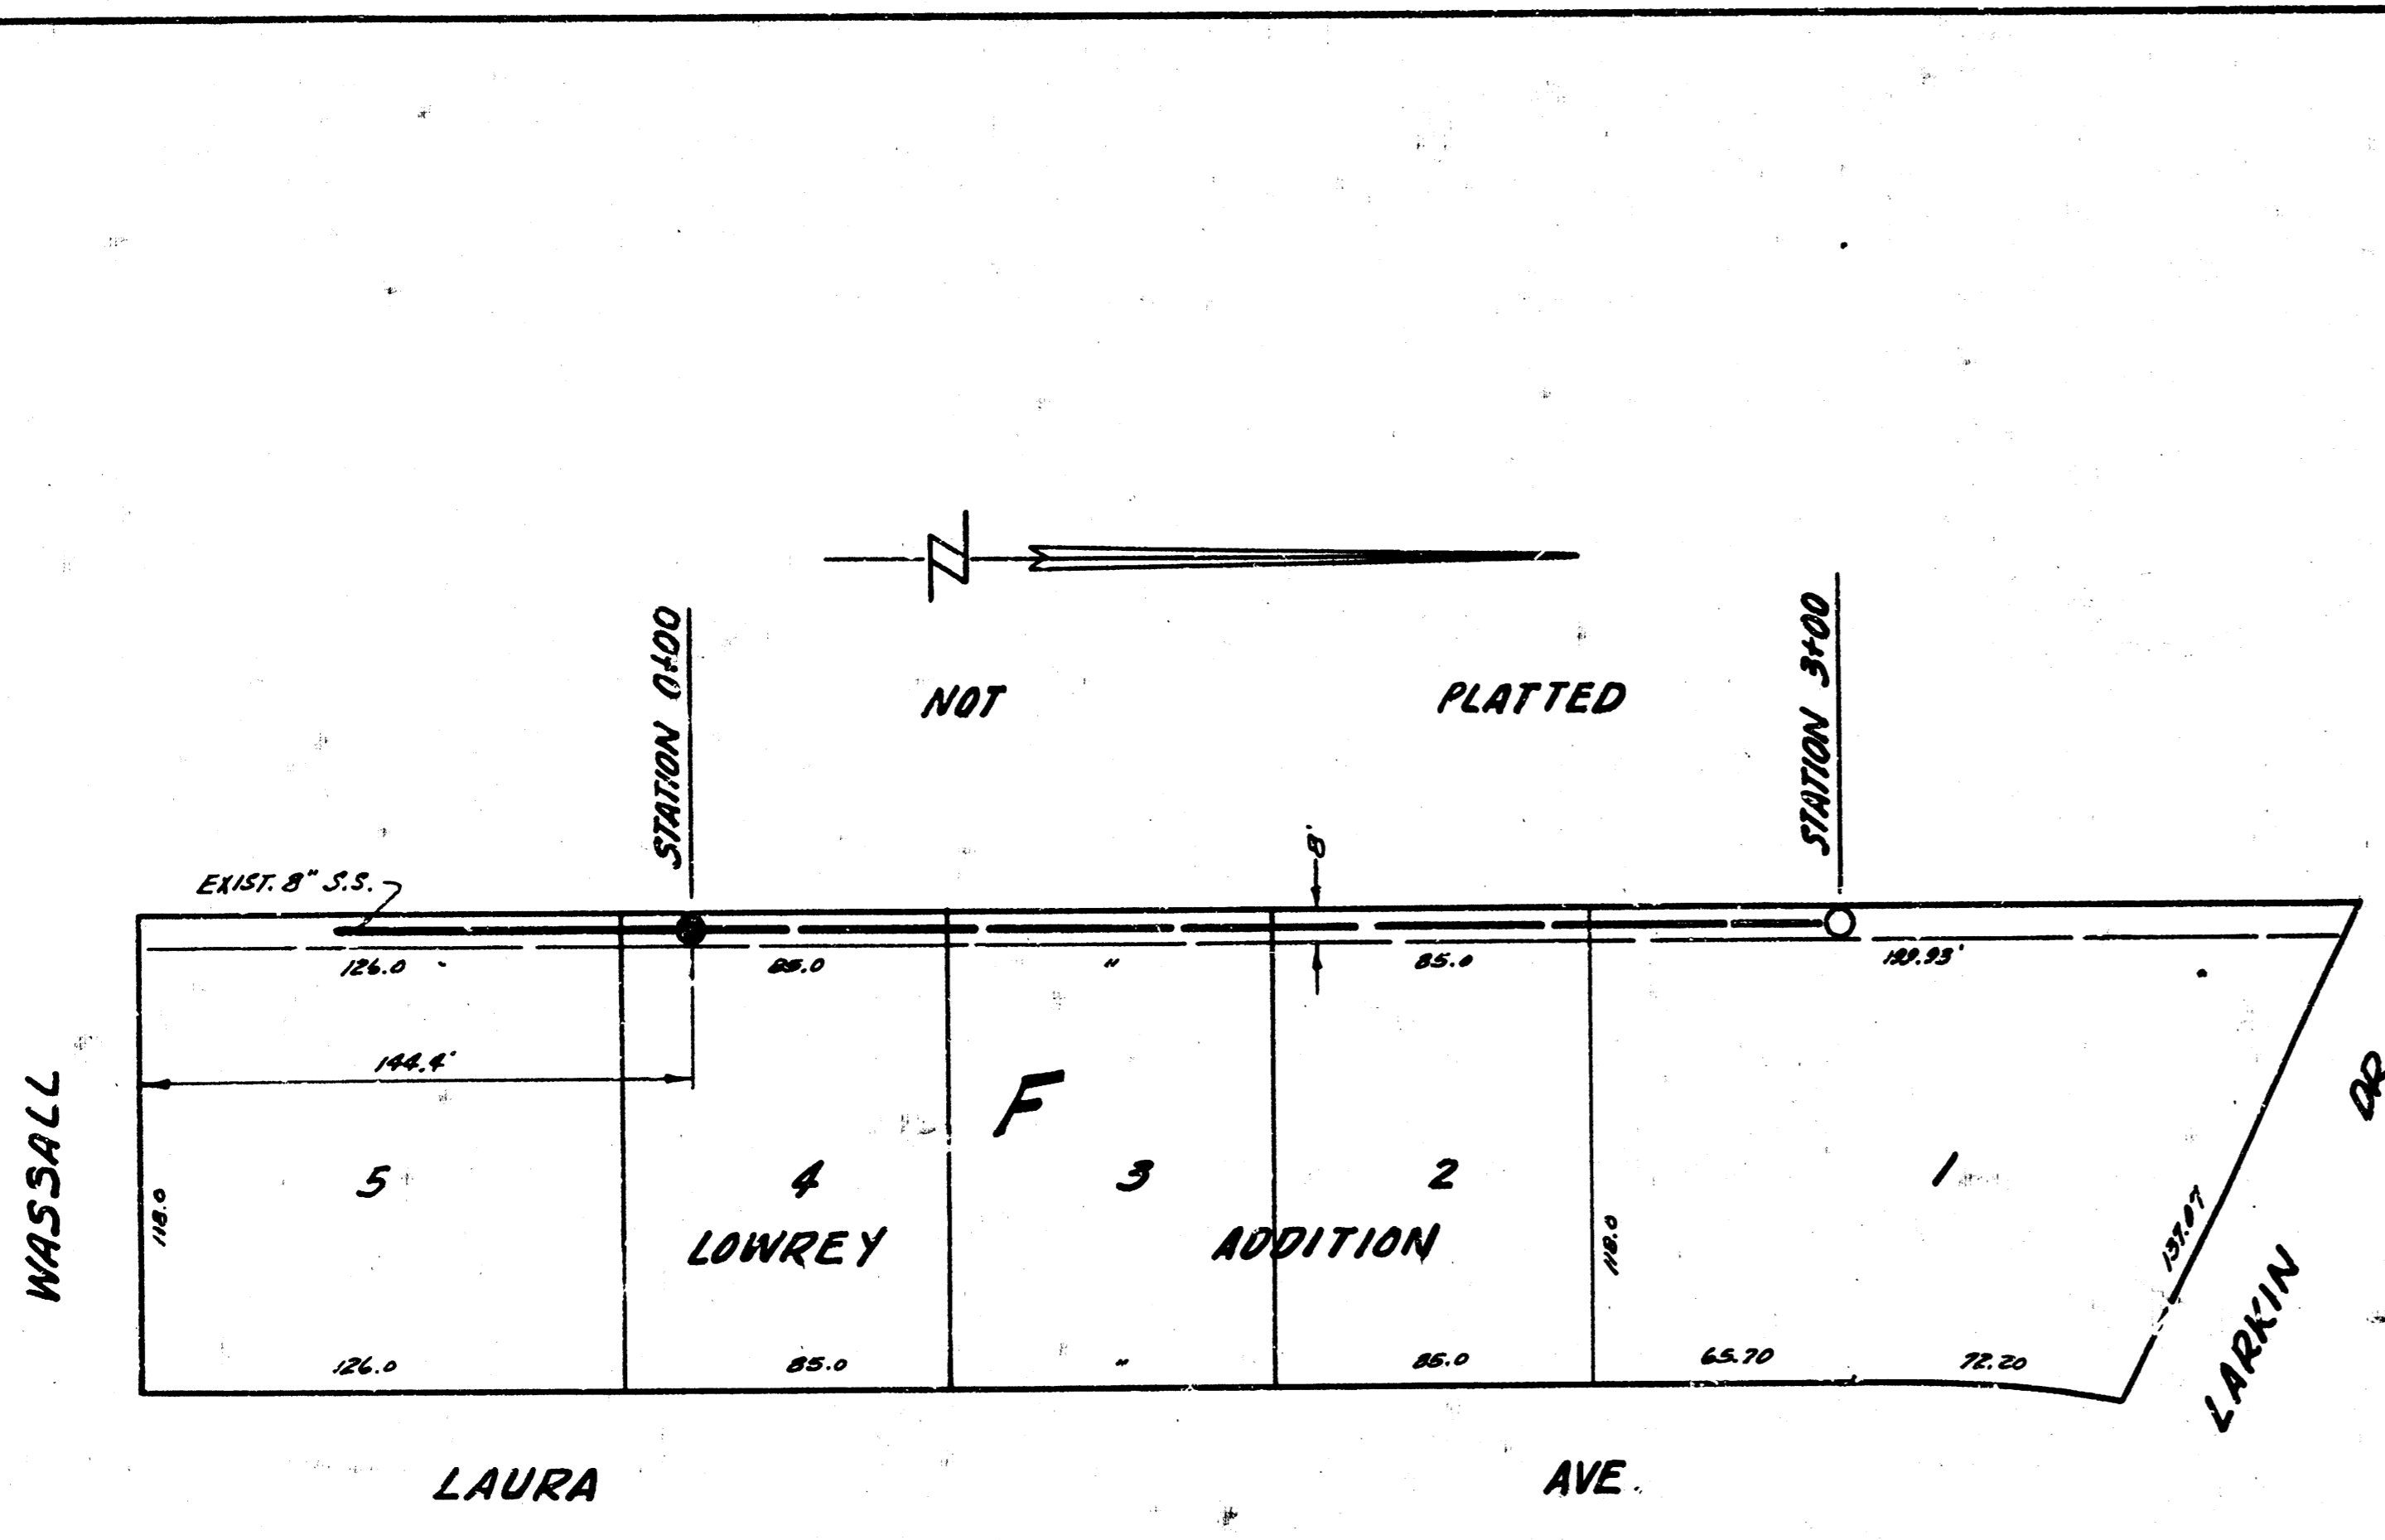 N
STATION 0+00
STATION 3+00
NOT PLATTED
8'
EXIST. 8" S.S.
126.0 85.0 " 85.0
144.4'
F
WASSALL
118.0
5 4 3 2 1
118.0
137.07
DR
LOWREY ADDITION
LARKIN
126.0 85.0 " 85.0 65.70 72.20
LAURA AVE.